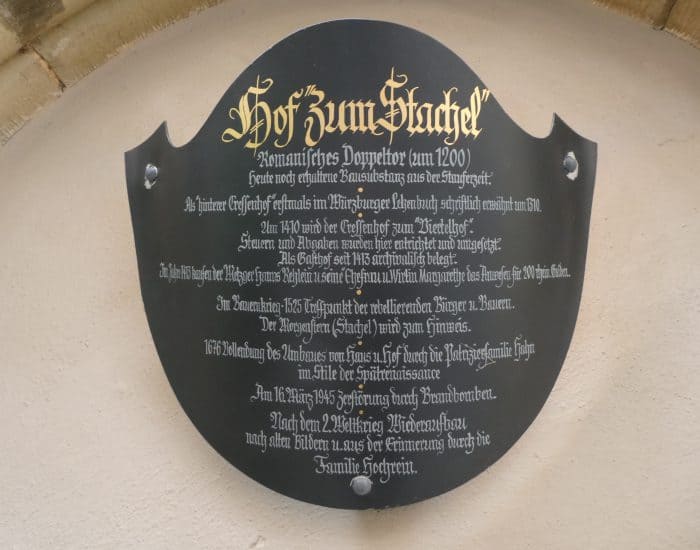 Hof "Zum Stachel"
Romanisches Doppeltor (um 1200)
Heute noch erhaltene Bausubstanz aus der Stauferzeit.
Als "hinterer Cressenhof" erstmals im Würzburger Lehenbuch schriftlich erwähnt um 1310.
Um 1410 wird der Cressenhof zum "Viertelhof".
Steuern und Abgaben wurden hier entrichtet und umgesetzt.
Als Gasthof seit 1413 archivalisch belegt.
Im Jahre 1413 kaufen der Metzger Hanns Reßlein u. seine Ehefrau u. Wirtin Margarethe das Anwesen für 200 rhein. Gulden.
Im Bauernkrieg-1525 Treffpunkt der rebellierenden Bürger u. Bauern.
Der Morgenstern (Stachel) wird zum Hinweis.
1676 Vollendung des Umbaues von Haus u. Hof durch die Patrizierfamilie Hahn
im Stile der Spätrenaissance
Am 16. März 1945 Zerstörung durch Brandbomben.
Nach dem 2. Weltkrieg Wiederaufbau
nach alten Bildern u. aus der Erinnerung durch die
Familie Hochrein.